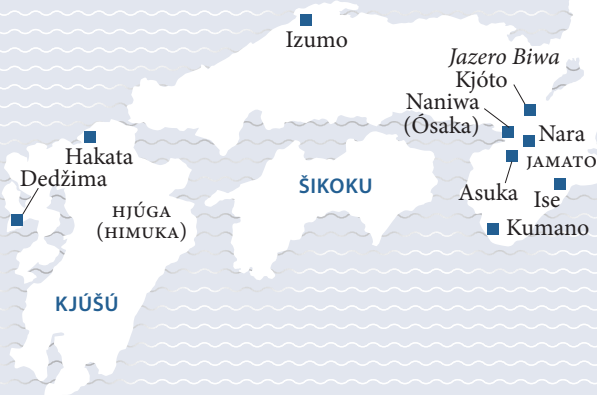 Izumo
Jazero Biwa
Kjóto
Naniwa
(Ósaka)
Nara
JAMATO
Hakata
Dedžima
ŠIKOKU
Asuka
Ise
HJÚGA
(HIMUKA)
Kumano
KJÚŠÚ